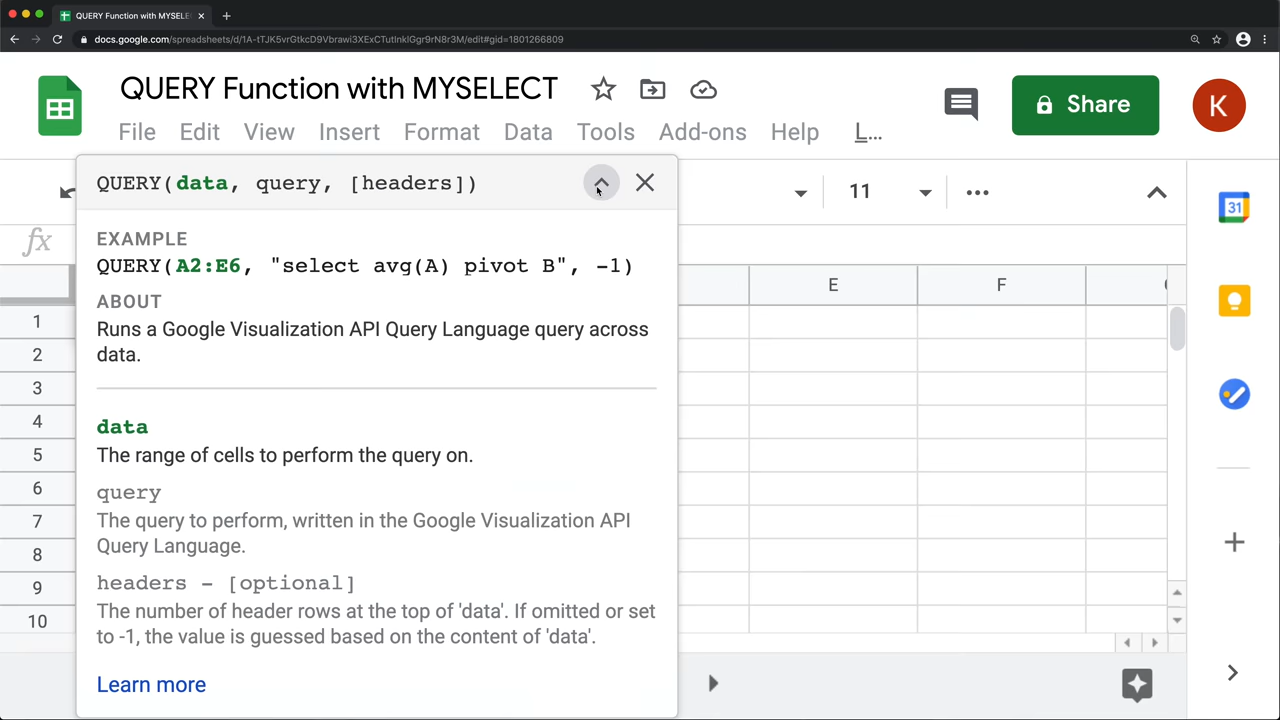 QUERY Function with MYSELE
docs.google.com/spreadsheets/d/1A-tTJK5vrGtkcD9Vbrawi3XExCTutInkIGgr9rN8r3M/edit#gid=1801266809
QUERY Function with MYSELECT
File Edit View Insert Format Data Tools Add-ons Help L...
Share
K
QUERY(data, query, [headers])
11
31
fx
EXAMPLE
QUERY(A2:E6, "select avg(A) pivot B", -1)
ABOUT
Runs a Google Visualization API Query Language query across
data.
data
The range of cells to perform the query on.
query
The query to perform, written in the Google Visualization API
Query Language.
headers - [optional]
The number of header rows at the top of 'data'. If omitted or set
to -1, the value is guessed based on the content of 'data'.
Learn more
E F
1
2
3
4
5
6
7
8
9
10